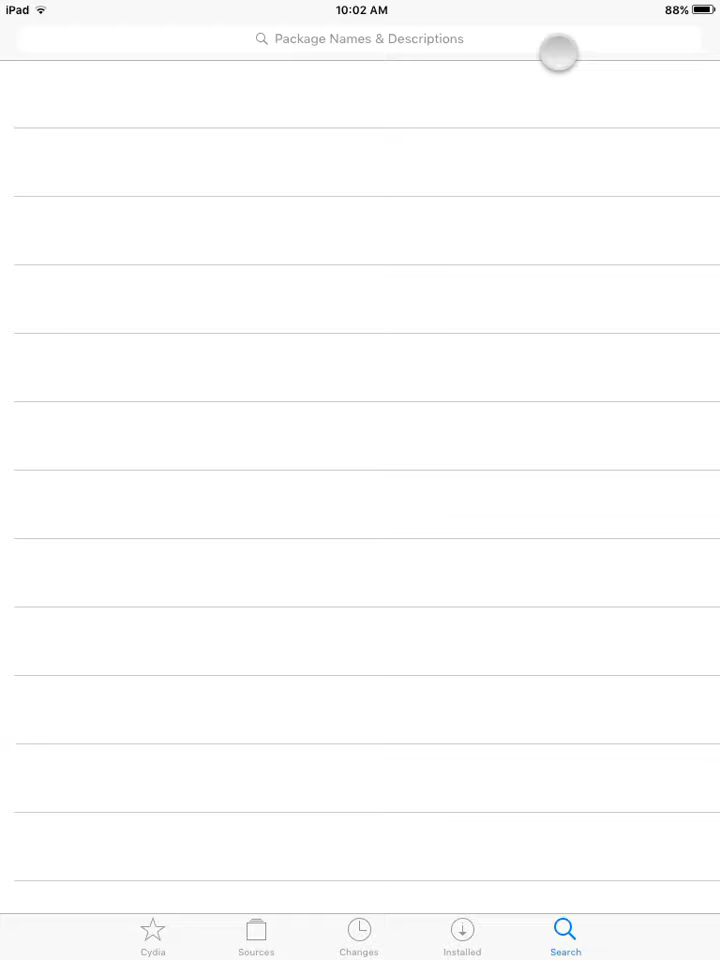 iPad 10:02 AM 88%
Package Names & Descriptions
Cydia Sources Changes Installed Search